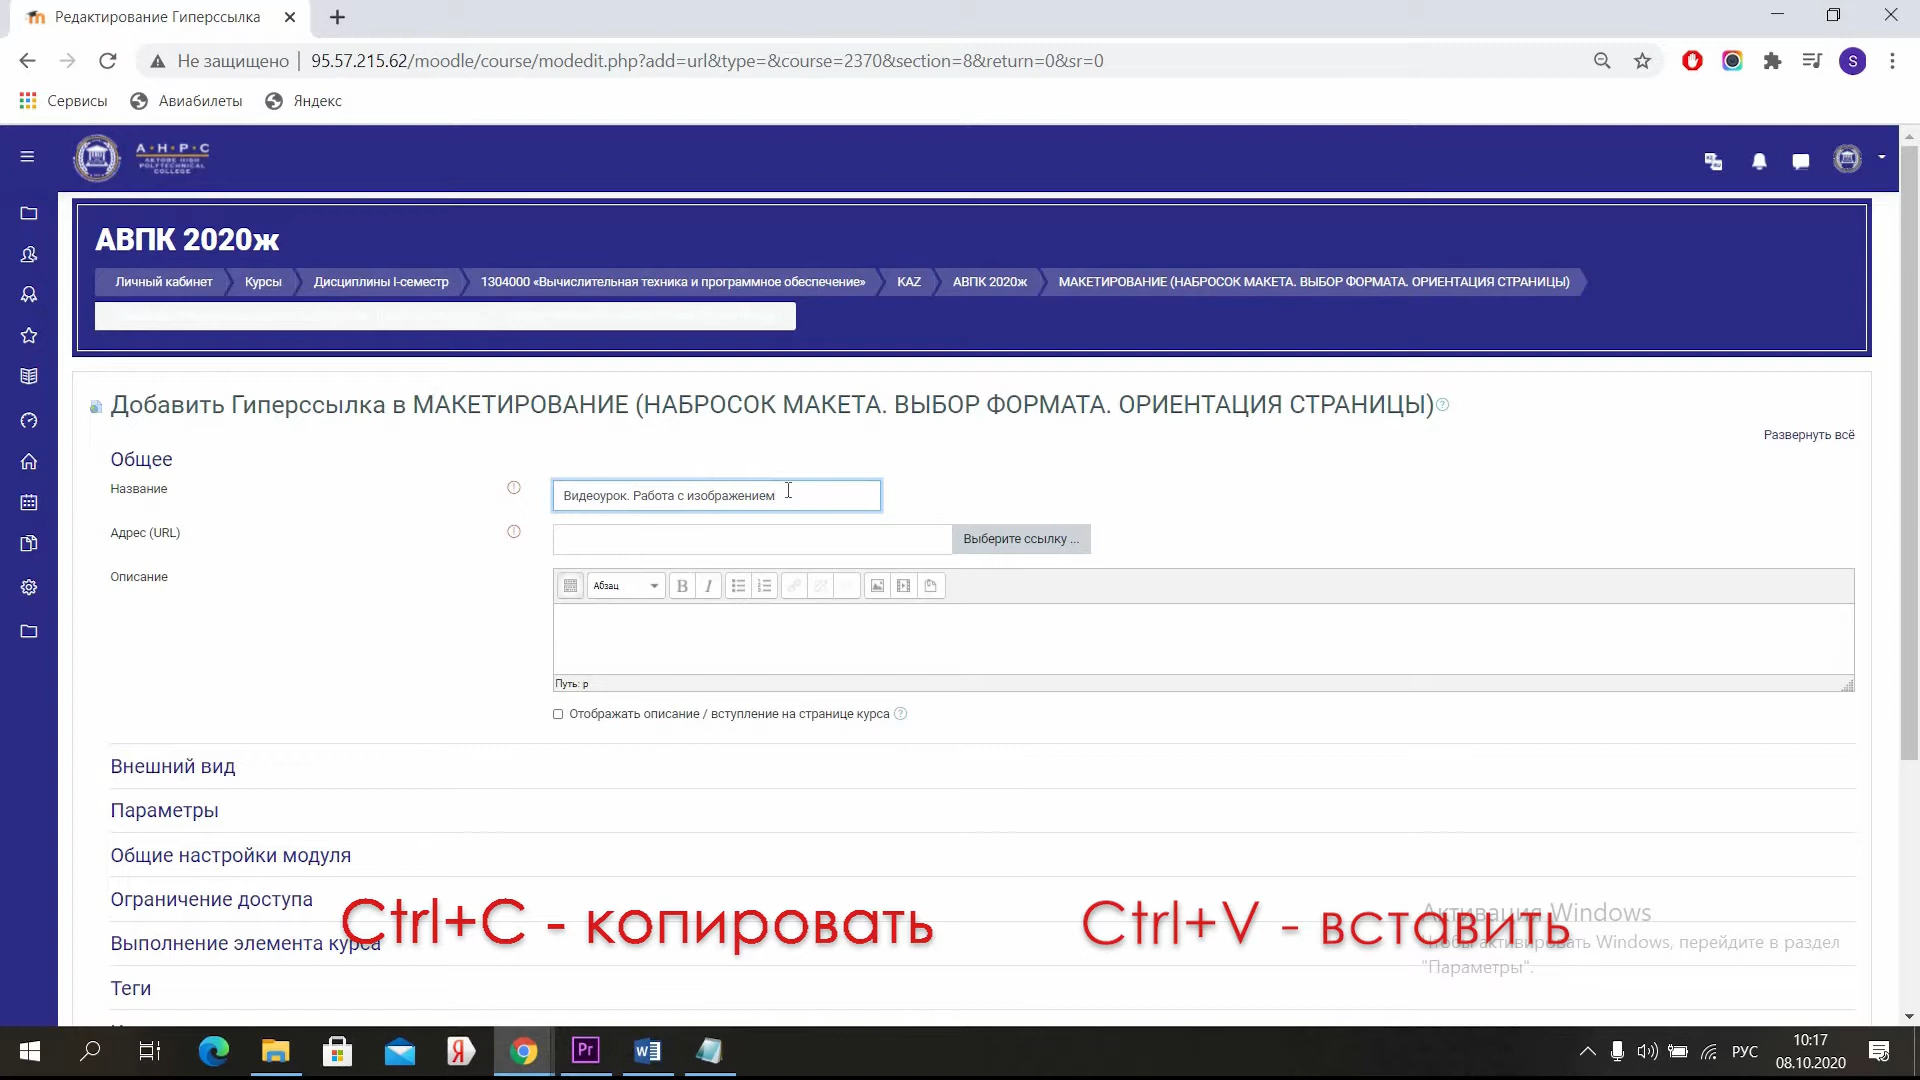 Редактирование Гиперссылка
Не защищено
95.57.215.62/moodle/course/modedit.php?add=url&type=&course=2370&section=8&return=0&sr=0
S
Сервисы
Авиабилеты
Яндекс
A·H·P·C
AKTOBE HIGH
POLYTECHNICAL
COLLEGE
АВПК 2020ж
Личный кабинет
Курсы
Дисциплины I-семестр
1304000 «Вычислительная техника и программное обеспечение»
KAZ
АВПК 2020ж
МАКЕТИРОВАНИЕ (НАБРОСОК МАКЕТА. ВЫБОР ФОРМАТА. ОРИЕНТАЦИЯ СТРАНИЦЫ)
Добавить Гиперссылка в МАКЕТИРОВАНИЕ (НАБРОСОК МАКЕТА. ВЫБОР ФОРМАТА. ОРИЕНТАЦИЯ СТРАНИЦЫ)
Развернуть всё
Общее
Название
Видеоурок. Работа с изображением
Адрес (URL)
Выберите ссылку ...
Описание
Абзац
B I
Путь: p
Отображать описание / вступление на странице курса
Внешний вид
Параметры
Общие настройки модуля
Ограничение доступа
Выполнение элемента курса
Теги
Ctrl+C - копировать
Ctrl+V - вставить
Активация Windows
Чтобы активировать Windows, перейдите в раздел
"Параметры".
Pr
РУС
10:17
08.10.2020